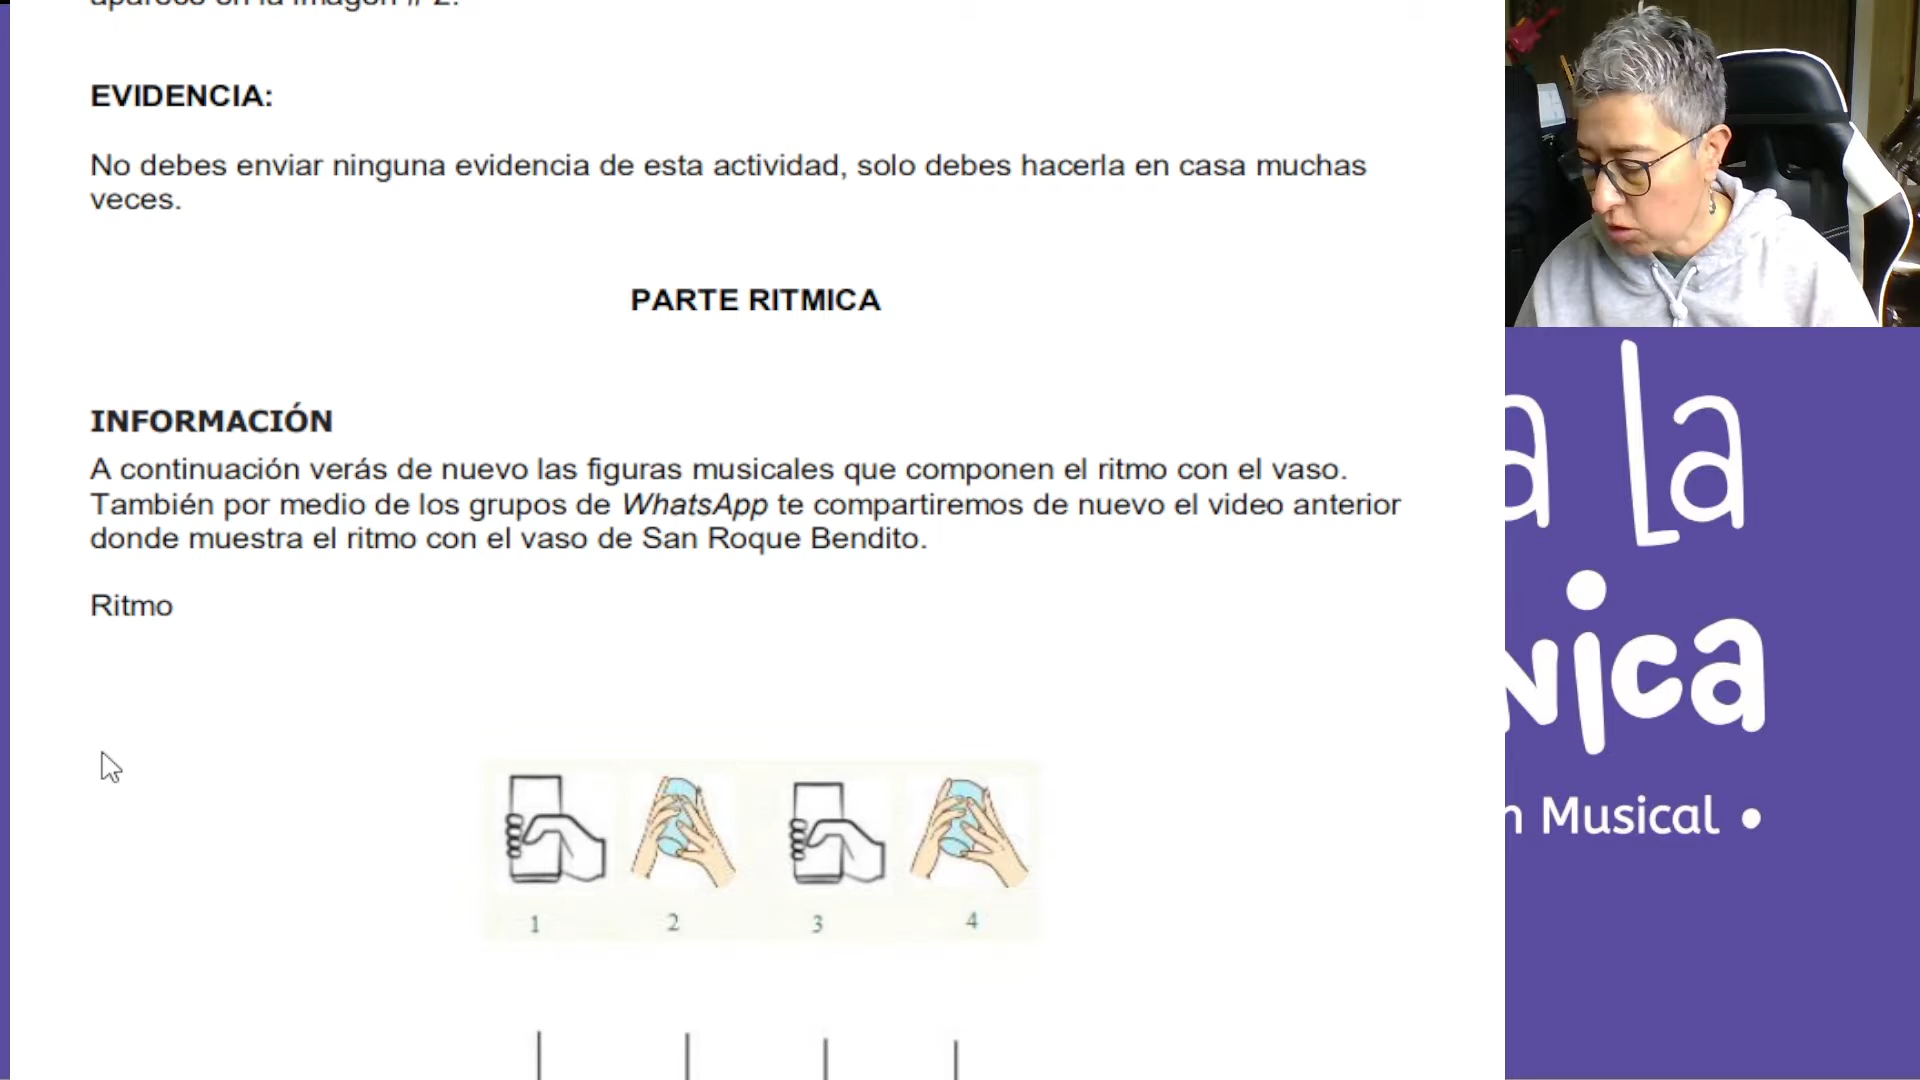 EVIDENCIA:
No debes enviar ninguna evidencia de esta actividad, solo debes hacerla en casa muchas
veces.
PARTE RITMICA
INFORMACIÓN
A continuación verás de nuevo las figuras musicales que componen el ritmo con el vaso.
También por medio de los grupos de WhatsApp te compartiremos de nuevo el video anterior
donde muestra el ritmo con el vaso de San Roque Bendito.
Ritmo
1 2 3 4
a la
nica
n Musical •